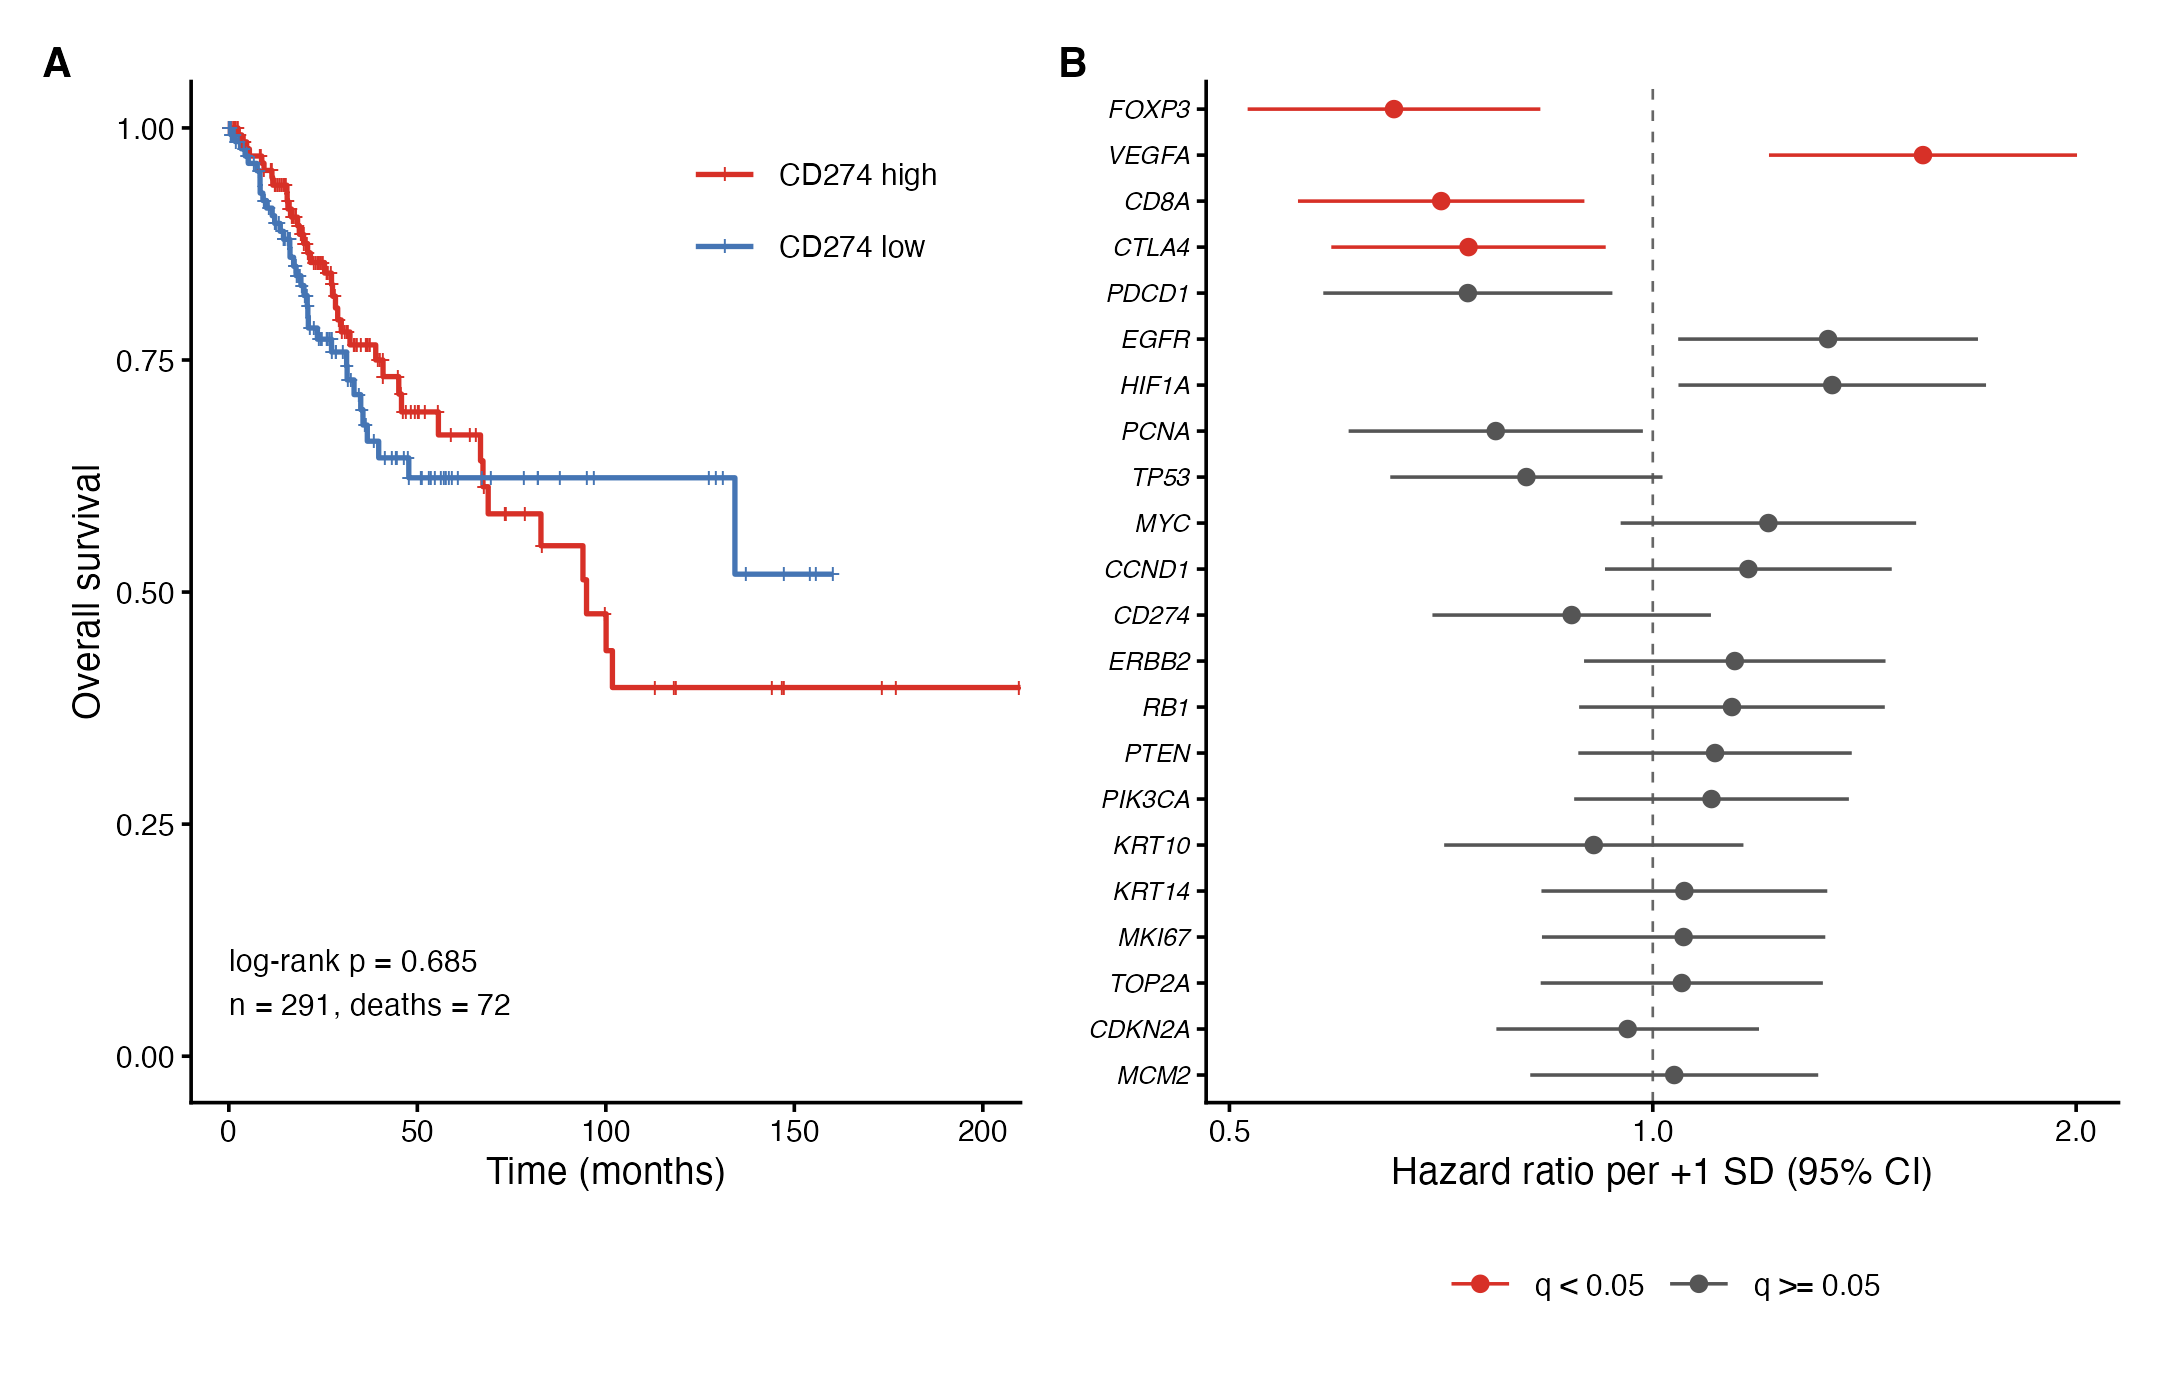 A
1.00
0.75
0.50
0.25
0.00
Overall survival
CD274 high
CD274 low
log-rank p = 0.685
n = 291, deaths = 72
0 50 100 150 200
Time (months)
B
FOXP3
VEGFA
CD8A
CTLA4
PDCD1
EGFR
HIF1A
PCNA
TP53
MYC
CCND1
CD274
ERBB2
RB1
PTEN
PIK3CA
KRT10
KRT14
MKI67
TOP2A
CDKN2A
MCM2
0.5 1.0 2.0
Hazard ratio per +1 SD (95% CI)
q < 0.05 q >= 0.05